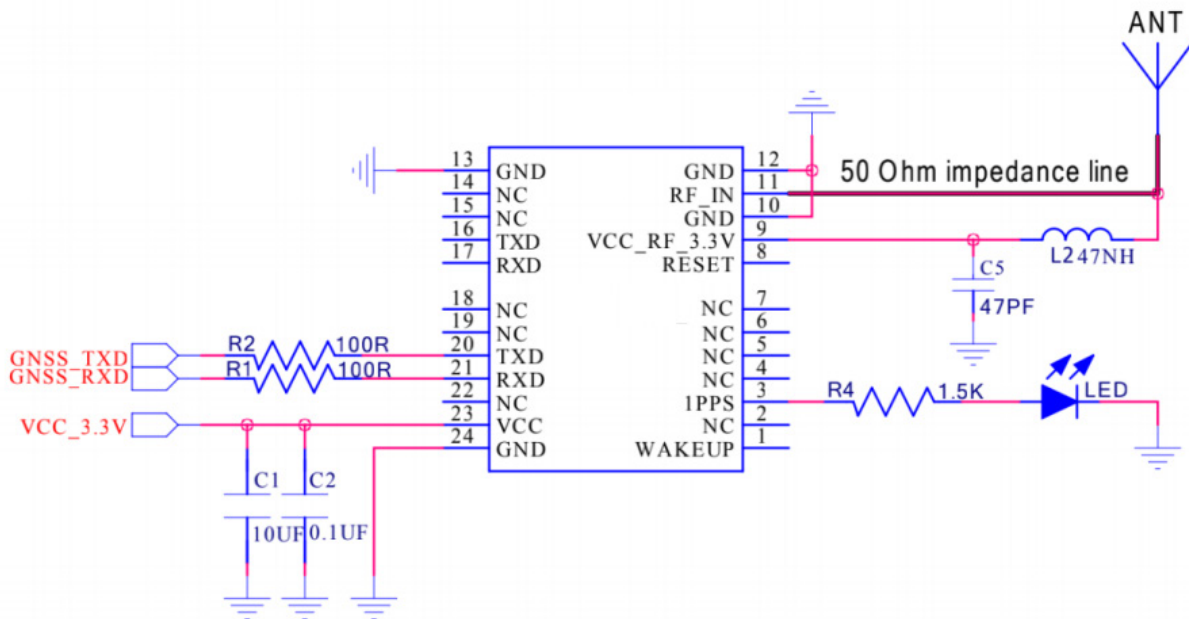 ANT
50 Ohm impedance line
13 GND
14 NC
15 NC
16 TXD
17 RXD
18 NC
19 NC
20 TXD
21 RXD
22 NC
23 VCC
24 GND
GND 12
RF_IN 11
GND 10
VCC_RF_3.3V 9
RESET 8
NC 7
NC 6
NC 5
NC 4
1PPS 3
NC 2
WAKEUP 1
GNSS_TXD
R2 100R
GNSS_RXD
R1 100R
VCC_3.3V
C1
10UF
C2
0.1UF
L2 47NH
C5
47PF
R4 1.5K
LED